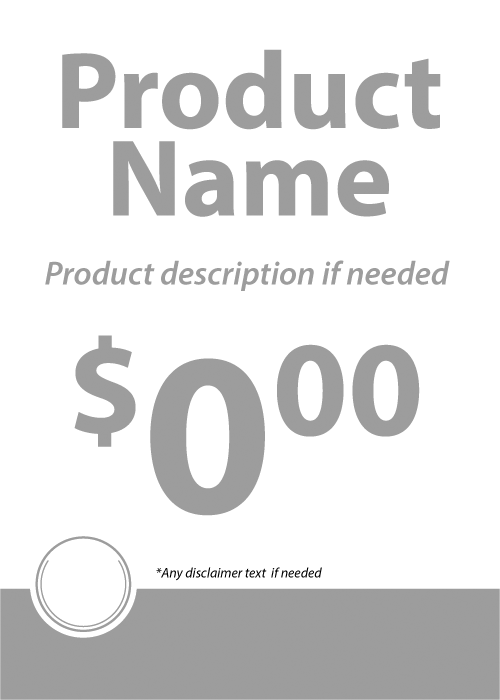 Product
Name
Product description if needed
$000
*Any disclaimer text if needed